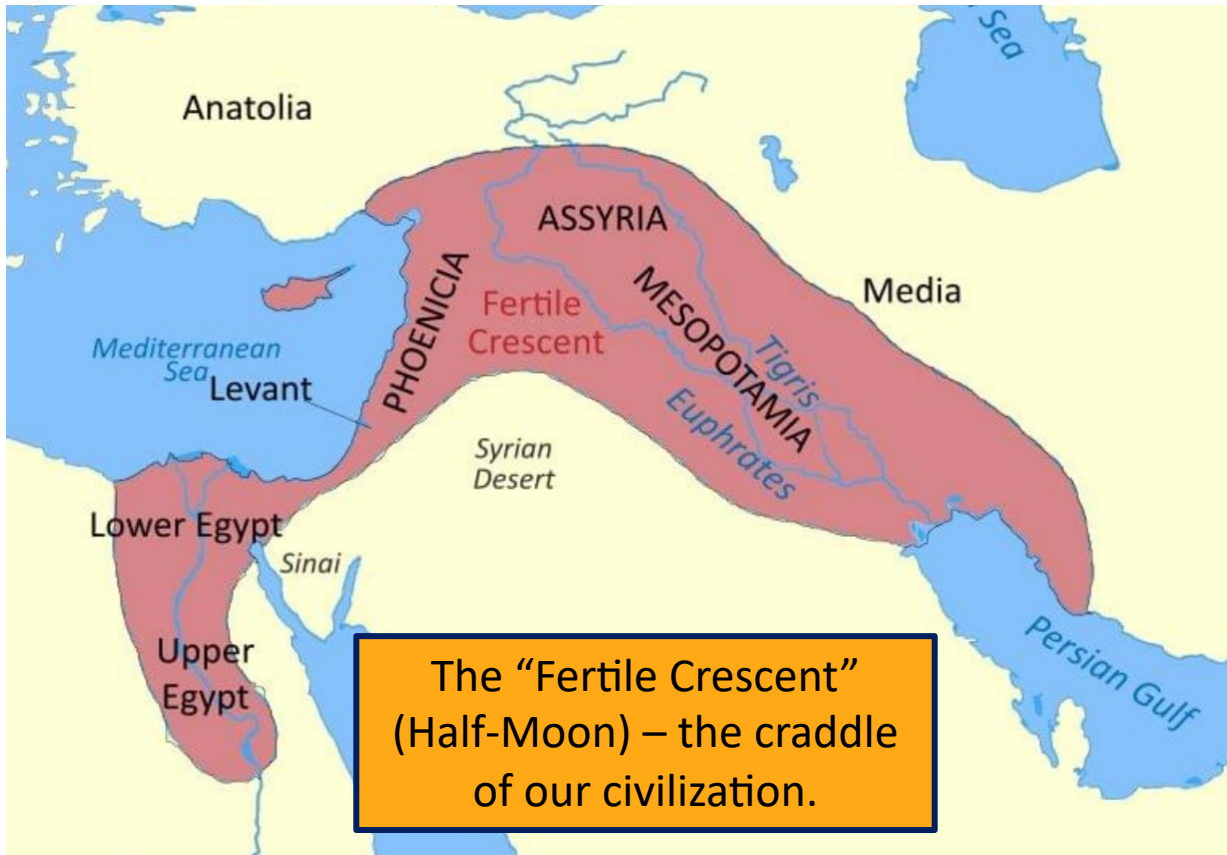 Sea
Anatolia
ASSYRIA
PHOENICIA
Fertile
Crescent
MESOPOTAMIA
Media
Tigris
Euphrates
Mediterranean
Sea
Levant
Syrian
Desert
Lower Egypt
Sinai
Upper
Egypt
Persian Gulf
The “Fertile Crescent”
(Half-Moon) – the craddle
of our civilization.